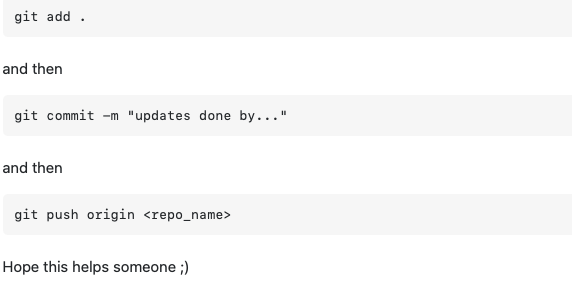 git add .
and then
git commit –m "updates done by..."
and then
git push origin <repo_name>
Hope this helps someone ;)